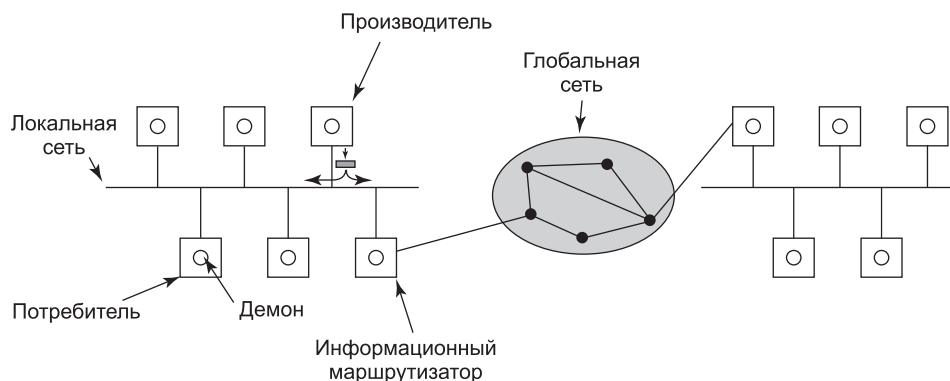 Производитель
Глобальная
сеть
Локальная
сеть
Потребитель
Демон
Информационный
маршрутизатор